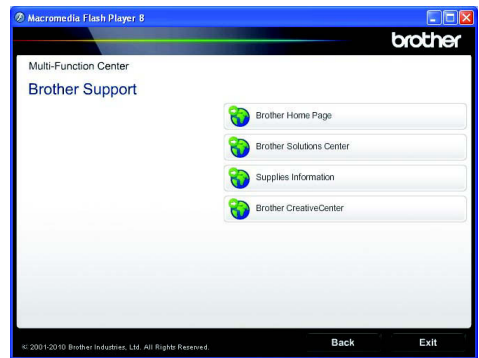 Macromedia Flash Player 8
brother
Multi-Function Center
Brother Support
Brother Home Page
Brother Solutions Center
Supplies Information
Brother CreativeCenter
© 2001-2010 Brother Industries, Ltd. All Rights Reserved.
Back
Exit